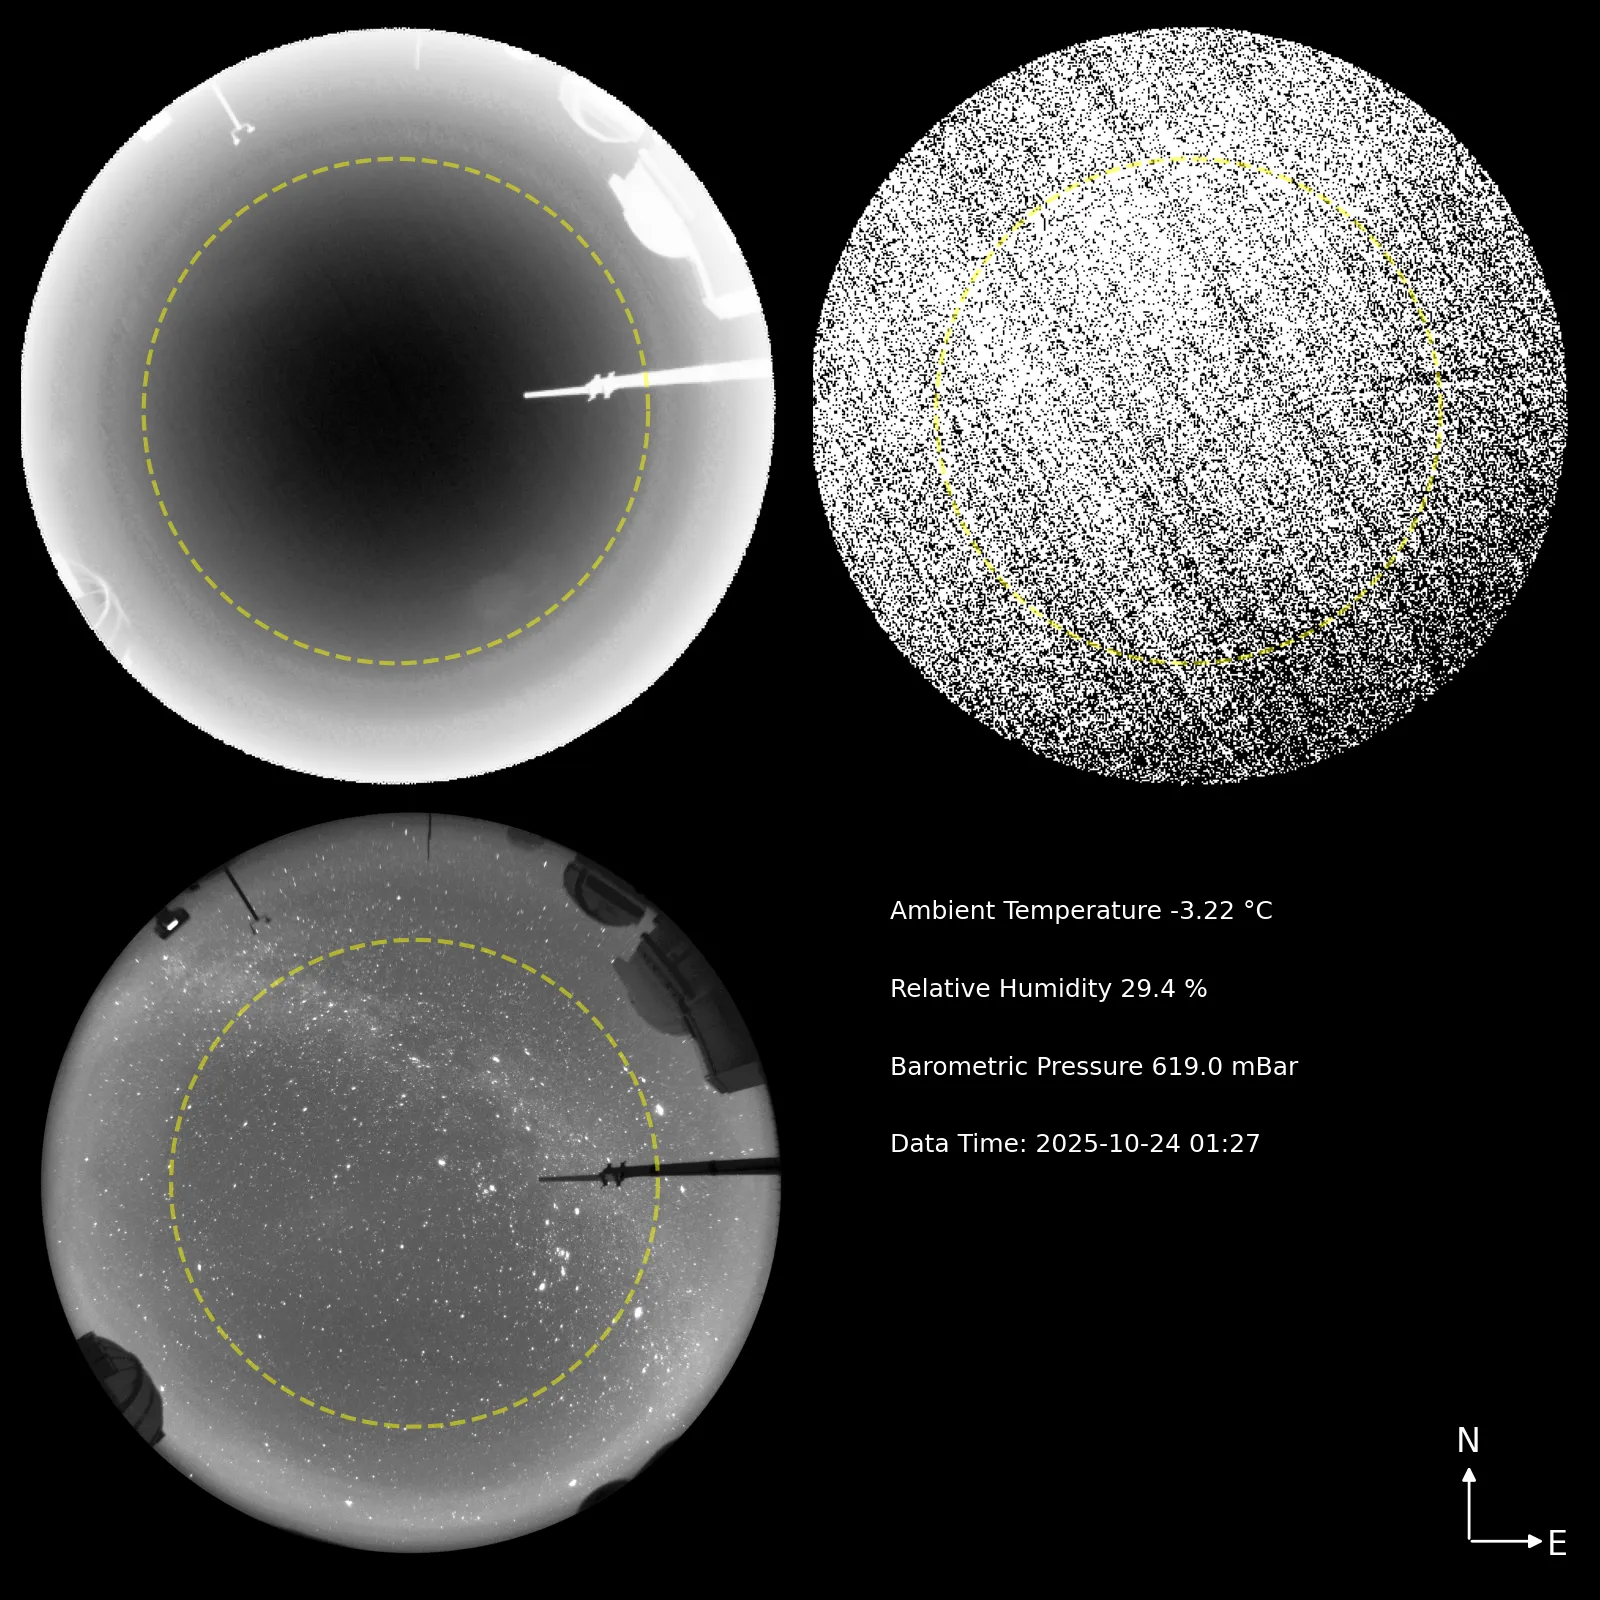 Ambient Temperature -3.22 °C
Relative Humidity 29.4 %
Barometric Pressure 619.0 mBar
Data Time: 2025-10-24 01:27
N
E